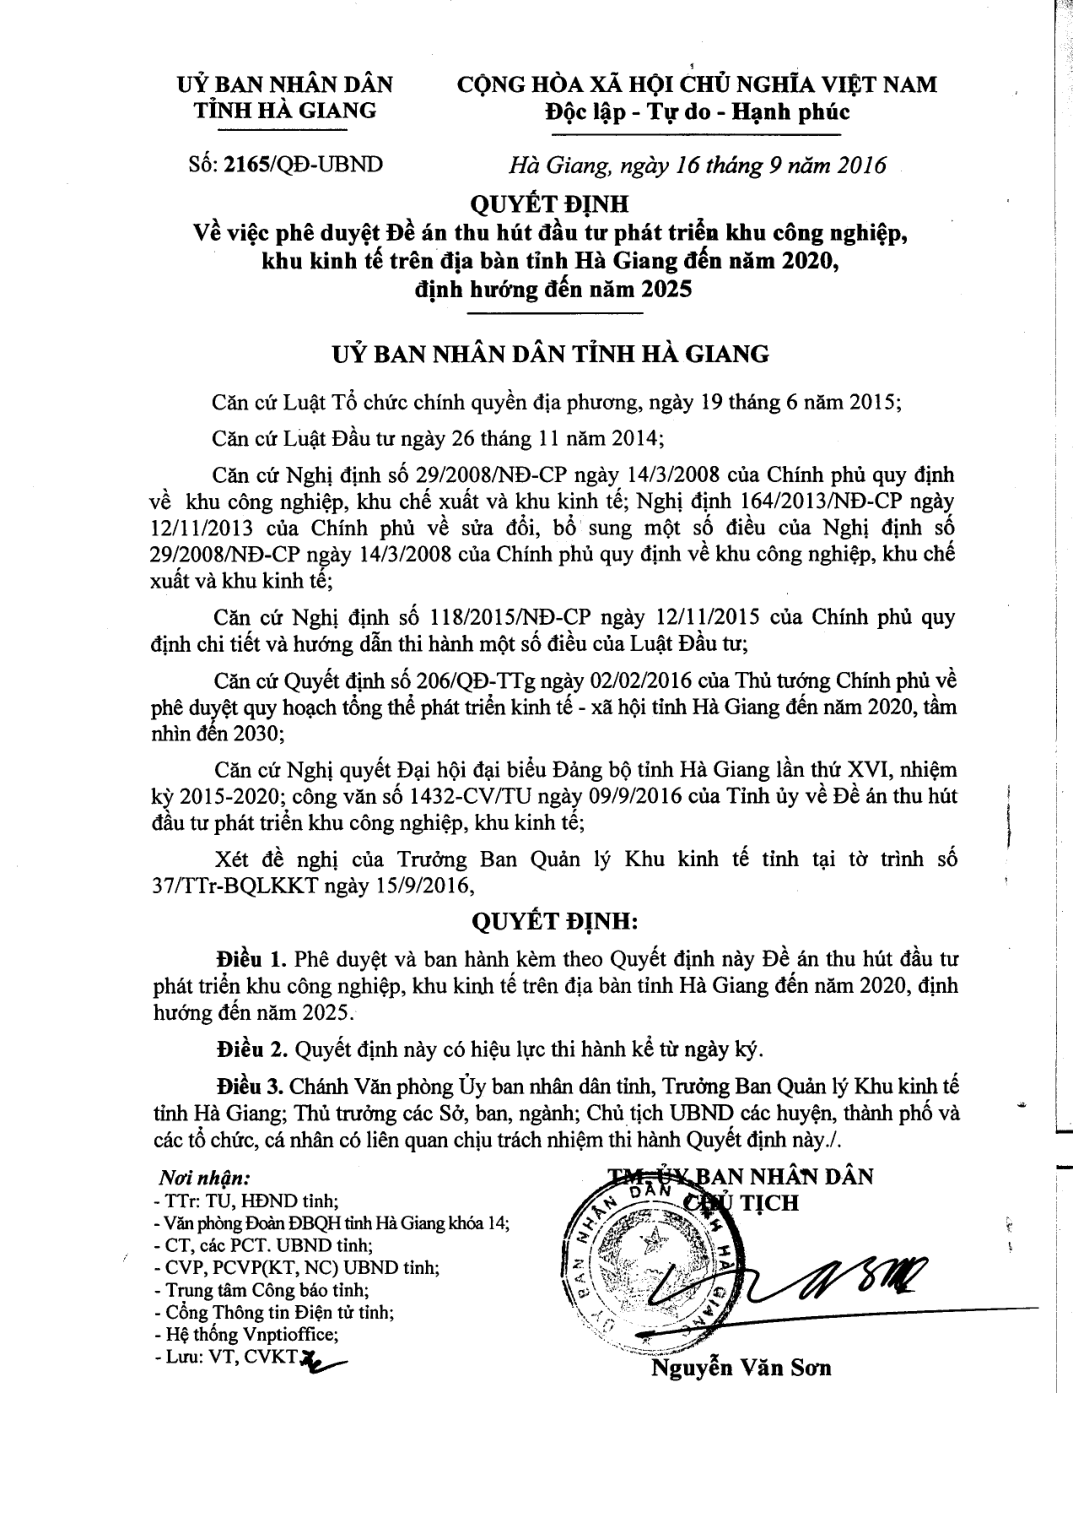 UỶ BAN NHÂN DÂN
TỈNH HÀ GIANG
CỘNG HÒA XÃ HỘI CHỦ NGHĨA VIỆT NAM
Độc lập - Tự do - Hạnh phúc
Số: 2165/QĐ-UBND
Hà Giang, ngày 16 tháng 9 năm 2016
QUYẾT ĐỊNH
Về việc phê duyệt Đề án thu hút đầu tư phát triển khu công nghiệp,
khu kinh tế trên địa bàn tỉnh Hà Giang đến năm 2020,
định hướng đến năm 2025
UỶ BAN NHÂN DÂN TỈNH HÀ GIANG
Căn cứ Luật Tổ chức chính quyền địa phương, ngày 19 tháng 6 năm 2015;
Căn cứ Luật Đầu tư ngày 26 tháng 11 năm 2014;
Căn cứ Nghị định số 29/2008/NĐ-CP ngày 14/3/2008 của Chính phủ quy định
về khu công nghiệp, khu chế xuất và khu kinh tế; Nghị định 164/2013/NĐ-CP ngày
12/11/2013 của Chính phủ về sửa đổi, bổ sung một số điều của Nghị định số
29/2008/NĐ-CP ngày 14/3/2008 của Chính phủ quy định về khu công nghiệp, khu chế
xuất và khu kinh tế;
Căn cứ Nghị định số 118/2015/NĐ-CP ngày 12/11/2015 của Chính phủ quy
định chi tiết và hướng dẫn thi hành một số điều của Luật Đầu tư;
Căn cứ Quyết định số 206/QĐ-TTg ngày 02/02/2016 của Thủ tướng Chính phủ về
phê duyệt quy hoạch tổng thể phát triển kinh tế - xã hội tỉnh Hà Giang đến năm 2020, tầm
nhìn đến 2030;
Căn cứ Nghị quyết Đại hội đại biểu Đảng bộ tỉnh Hà Giang lần thứ XVI, nhiệm
kỳ 2015-2020; công văn số 1432-CV/TU ngày 09/9/2016 của Tỉnh ủy về Đề án thu hút
đầu tư phát triển khu công nghiệp, khu kinh tế;
Xét đề nghị của Trưởng Ban Quản lý Khu kinh tế tỉnh tại tờ trình số
37/TTr-BQLKKT ngày 15/9/2016,
QUYẾT ĐỊNH:
Điều 1. Phê duyệt và ban hành kèm theo Quyết định này Đề án thu hút đầu tư
phát triển khu công nghiệp, khu kinh tế trên địa bàn tỉnh Hà Giang đến năm 2020, định
hướng đến năm 2025.
Điều 2. Quyết định này có hiệu lực thi hành kể từ ngày ký.
Điều 3. Chánh Văn phòng Ủy ban nhân dân tỉnh, Trưởng Ban Quản lý Khu kinh tế
tỉnh Hà Giang; Thủ trưởng các Sở, ban, ngành; Chủ tịch UBND các huyện, thành phố và
các tổ chức, cá nhân có liên quan chịu trách nhiệm thi hành Quyết định này./.
Nơi nhận:
- TTr: TU, HĐND tỉnh;
- Văn phòng Đoàn ĐBQH tỉnh Hà Giang khóa 14;
- CT, các PCT. UBND tỉnh;
- CVP, PCVP(KT, NC) UBND tỉnh;
- Trung tâm Công báo tỉnh;
- Cổng Thông tin Điện tử tỉnh;
- Hệ thống Vnptioffice;
- Lưu: VT, CVKT
TM. ỦY BAN NHÂN DÂN
CHỦ TỊCH
ỦY BAN NHÂN DÂN TỈNH HÀ GIANG
Nguyễn Văn Sơn